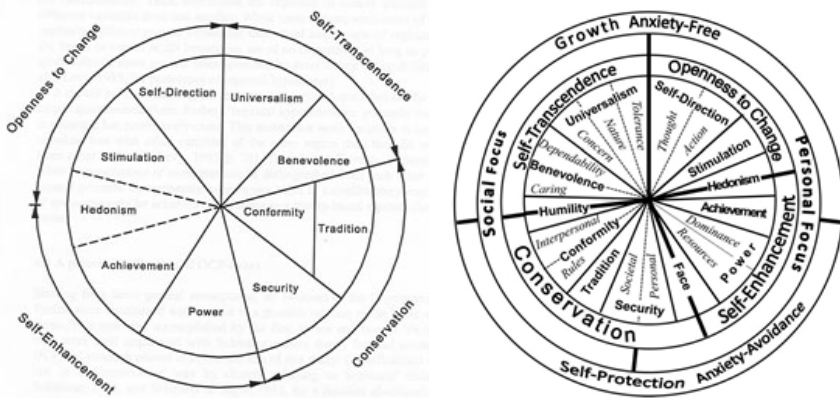 Openness to Change
Self-Transcendence
Self-Direction
Universalism
Stimulation
Benevolence
Hedonism
Conformity
Tradition
Achievement
Security
Power
Self-Enhancement
Conservation
Growth Anxiety-Free
Self-Transcendence
Openness to Change
Social Focus
Personal Focus
Universalism
Tolerance
Nature
Concern
Self-Direction
Thought
Action
Dependability
Benevolence
Caring
Stimulation
Hedonism
Humility
Achievement
Interpersonal
Conformity
Rules
Tradition
Dominance
Resources
Power
Face
Societal
Personal
Security
Conservation
Self-Enhancement
Self-Protection Anxiety-Avoidance